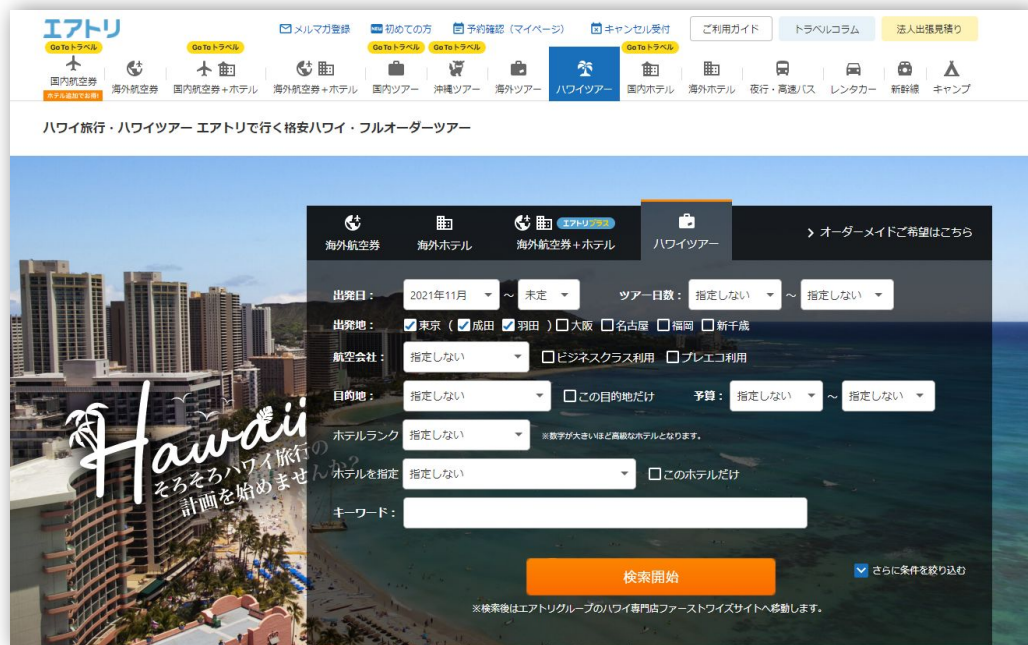 エアトリ
メルマガ登録 初めての方 予約確認（マイページ） キャンセル受付 ご利用ガイド トラベルコラム 法人出張見積り
GoToトラベル GoToトラベル GoToトラベル GoToトラベル GoToトラベル
国内航空券 海外航空券 国内航空券+ホテル 海外航空券+ホテル 国内ツアー 沖縄ツアー 海外ツアー ハワイツアー 国内ホテル 海外ホテル 夜行・高速バス レンタカー 新幹線 キャンプ
ホテル追加でお得!
ハワイ旅行・ハワイツアー エアトリで行く格安ハワイ・フルオーダーツアー
エアトリプラス
海外航空券 海外ホテル 海外航空券+ホテル ハワイツアー オーダーメイドご希望はこちら
出発日： 2021年11月 ～ 未定 ツアー日数： 指定しない ～ 指定しない
出発地： 東京 ( 成田 羽田 ) 大阪 名古屋 福岡 新千歳
航空会社： 指定しない ビジネスクラス利用 プレエコ利用
目的地： 指定しない この目的地だけ 予算： 指定しない ～ 指定しない
ホテルランク 指定しない ※数字が大きいほど高級なホテルとなります。
ホテルを指定 指定しない このホテルだけ
キーワード：
Hawaii
そろそろハワイ旅行の
計画を始めませんか？
検索開始
さらに条件を絞り込む
※検索後はエアトリグループのハワイ専門店ファーストワイズサイトへ移動します。